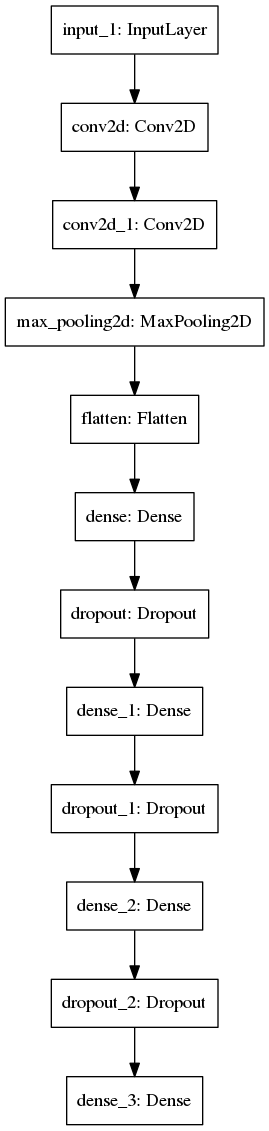 input_1: InputLayer
conv2d: Conv2D
conv2d_1: Conv2D
max_pooling2d: MaxPooling2D
flatten: Flatten
dense: Dense
dropout: Dropout
dense_1: Dense
dropout_1: Dropout
dense_2: Dense
dropout_2: Dropout
dense_3: Dense